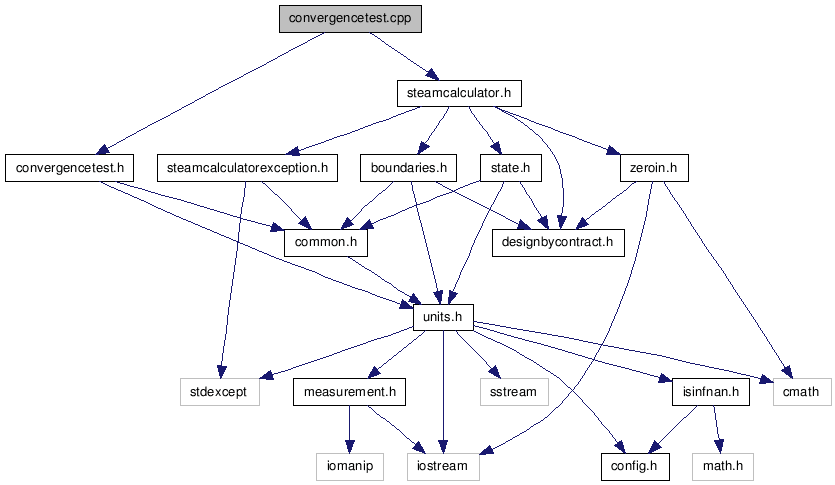 convergencetest.cpp
steamcalculator.h
convergencetest.h
steamcalculatorexception.h
boundaries.h
state.h
zeroin.h
common.h
designbycontract.h
units.h
stdexcept
measurement.h
sstream
isinfnan.h
cmath
iomanip
iostream
config.h
math.h